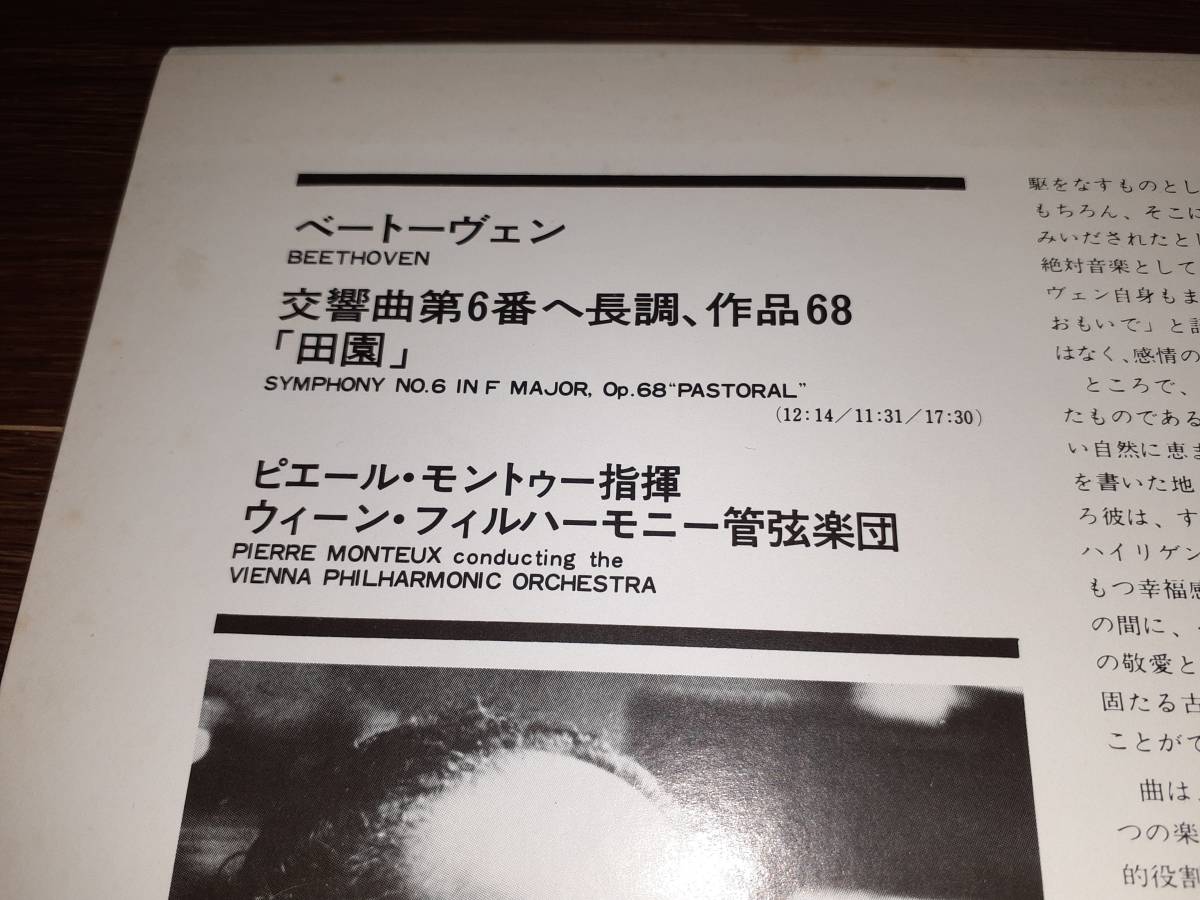 ベートーヴェン
BEETHOVEN
交響曲第6番ヘ長調、作品68
「田園」
SYMPHONY NO.6 IN F MAJOR, Op.68 “PASTORAL”
(12:14/11:31/17:30)
ピエール・モントゥー指揮
ウィーン・フィルハーモニー管弦楽団
PIERRE MONTEUX conducting the
VIENNA PHILHARMONIC ORCHESTRA
駆をなすものとし
もちろん、そこに
みいだされたとし
絶対音楽として
ヴェン自身もま
おもいで」と記
はなく、感情の
ところで、
たものである
い自然に恵ま
を書いた地
ろ彼は、す
ハイリゲン
もつ幸福感
の間に、
の敬愛と
固たる古
ことがで
曲は
つの楽
的役割